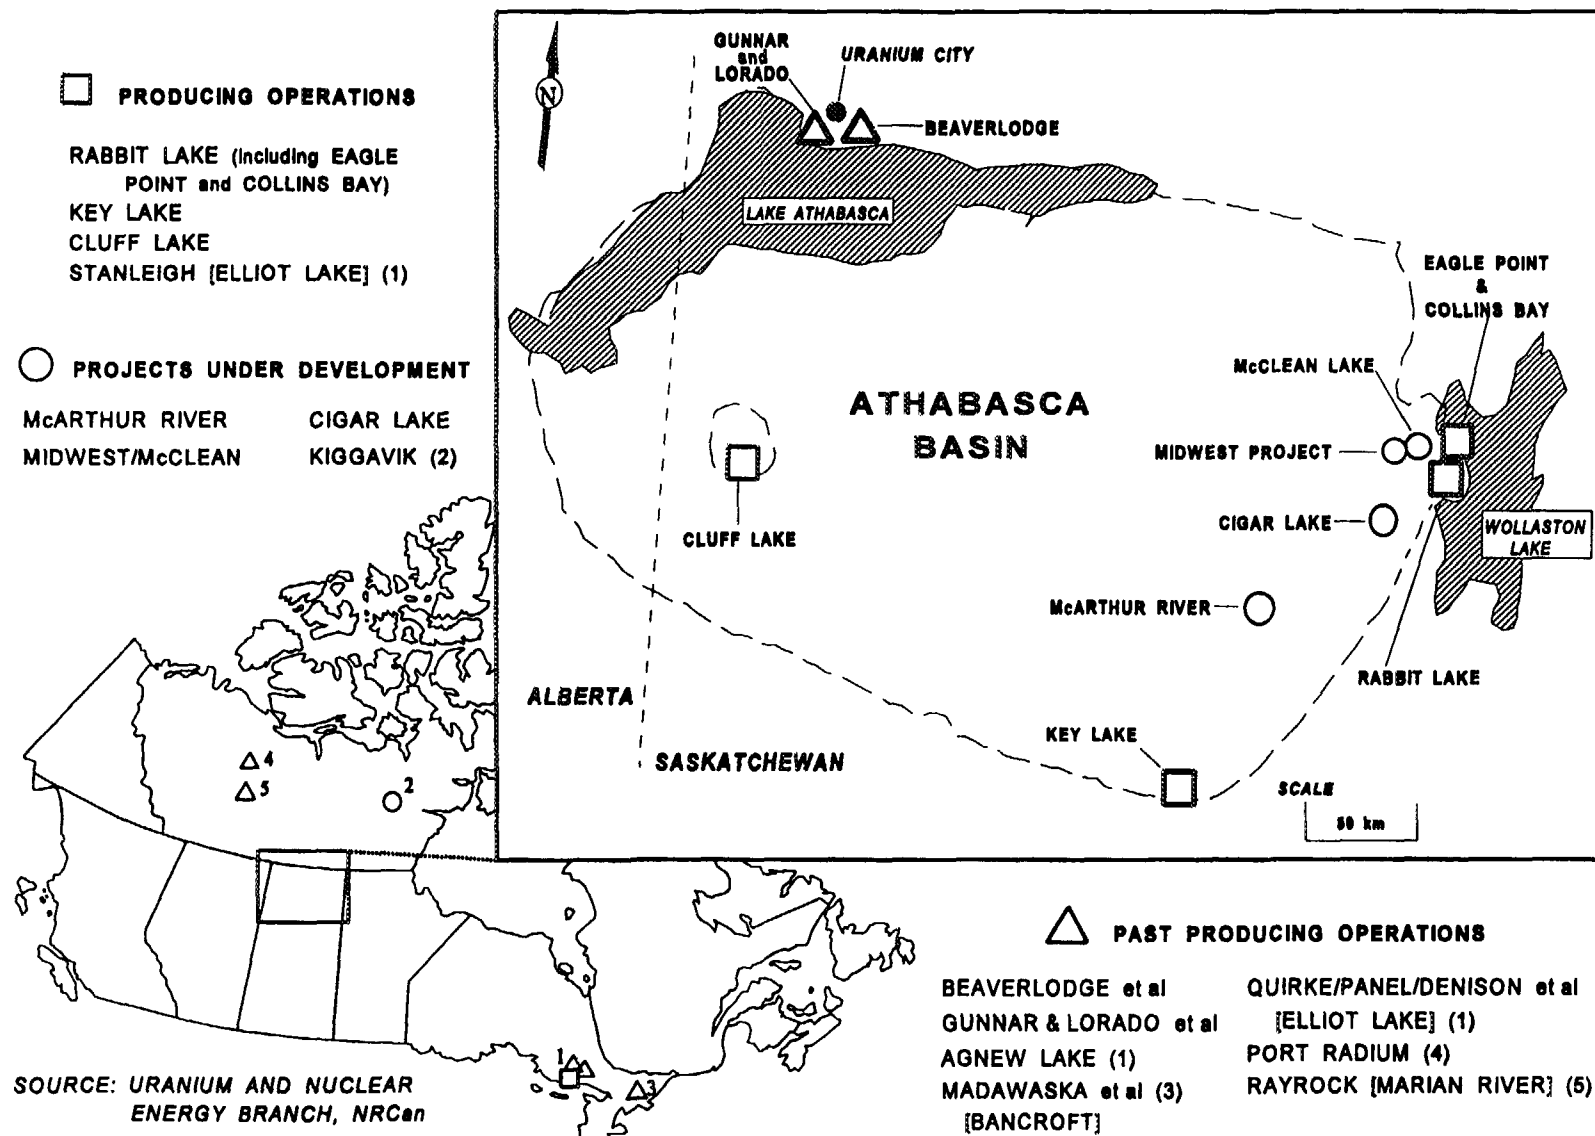 PRODUCING OPERATIONS
RABBIT LAKE (including EAGLE
POINT and COLLINS BAY)
KEY LAKE
CLUFF LAKE
STANLEIGH [ELLIOT LAKE] (1)
PROJECTS UNDER DEVELOPMENT
McARTHUR RIVER CIGAR LAKE
MIDWEST/McCLEAN KIGGAVIK (2)
N
GUNNAR
and
LORADO
URANIUM CITY
BEAVERLODGE
LAKE ATHABASCA
EAGLE POINT
&
COLLINS BAY
McCLEAN LAKE
ATHABASCA
BASIN
MIDWEST PROJECT
CLUFF LAKE
CIGAR LAKE
WOLLASTON
LAKE
McARTHUR RIVER
RABBIT LAKE
ALBERTA
SASKATCHEWAN
KEY LAKE
SCALE
50 km
4
5
2
1
3
PAST PRODUCING OPERATIONS
BEAVERLODGE et al
GUNNAR & LORADO et al
AGNEW LAKE (1)
MADAWASKA et al (3)
[BANCROFT]
QUIRKE/PANEL/DENISON et al
[ELLIOT LAKE] (1)
PORT RADIUM (4)
RAYROCK [MARIAN RIVER] (5)
SOURCE: URANIUM AND NUCLEAR
ENERGY BRANCH, NRCan